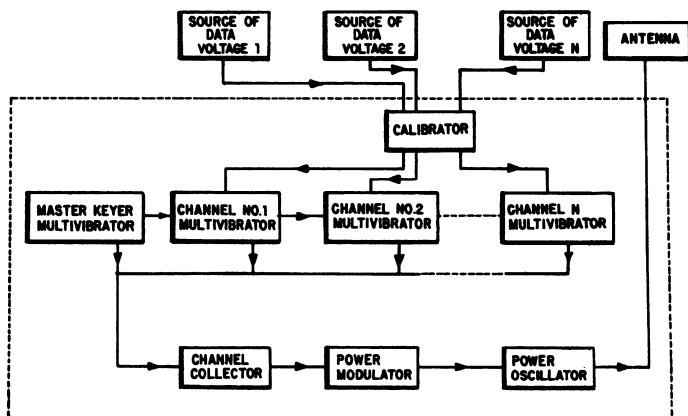 SOURCE OF
DATA
VOLTAGE 1
SOURCE OF
DATA
VOLTAGE 2
SOURCE OF
DATA
VOLTAGE N
ANTENNA
CALIBRATOR
MASTER KEYER
MULTIVIBRATOR
CHANNEL NO.1
MULTIVIBRATOR
CHANNEL NO.2
MULTIVIBRATOR
CHANNEL N
MULTIVIBRATOR
CHANNEL
COLLECTOR
POWER
MODULATOR
POWER
OSCILLATOR